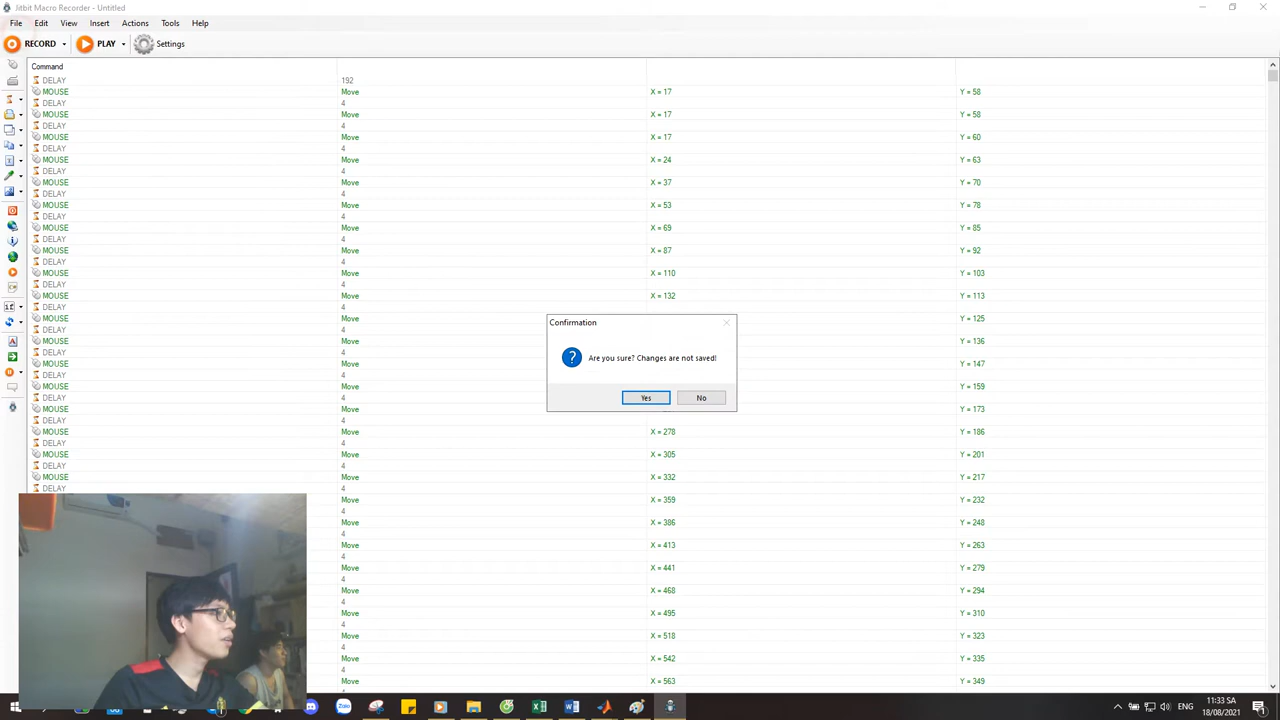 Jitbit Macro Recorder - Untitled
File Edit View Insert Actions Tools Help
RECORD PLAY Settings
Command
DELAY 192
MOUSE Move X = 17 Y = 58
DELAY 4
MOUSE Move X = 17 Y = 58
DELAY 4
MOUSE Move X = 17 Y = 60
DELAY 4
MOUSE Move X = 24 Y = 63
DELAY 4
MOUSE Move X = 37 Y = 70
DELAY 4
MOUSE Move X = 53 Y = 78
DELAY 4
MOUSE Move X = 69 Y = 85
DELAY 4
MOUSE Move X = 87 Y = 92
DELAY 4
MOUSE Move X = 110 Y = 103
DELAY 4
MOUSE Move X = 132 Y = 113
DELAY 4
MOUSE Move Y = 125
DELAY 4
MOUSE Move Y = 136
DELAY 4
MOUSE Move Y = 147
DELAY 4
MOUSE Move Y = 159
DELAY 4
MOUSE Move Y = 173
DELAY 4
MOUSE Move X = 278 Y = 186
DELAY 4
MOUSE Move X = 305 Y = 201
DELAY 4
MOUSE Move X = 332 Y = 217
DELAY 4
Move X = 359 Y = 232
4
Move X = 386 Y = 248
4
Move X = 413 Y = 263
4
Move X = 441 Y = 279
4
Move X = 468 Y = 294
4
Move X = 495 Y = 310
4
Move X = 518 Y = 323
4
Move X = 542 Y = 335
4
Move X = 563 Y = 349
Confirmation
Are you sure? Changes are not saved!
Yes No
Zalo
ENG
11:33 SA
18/08/2021